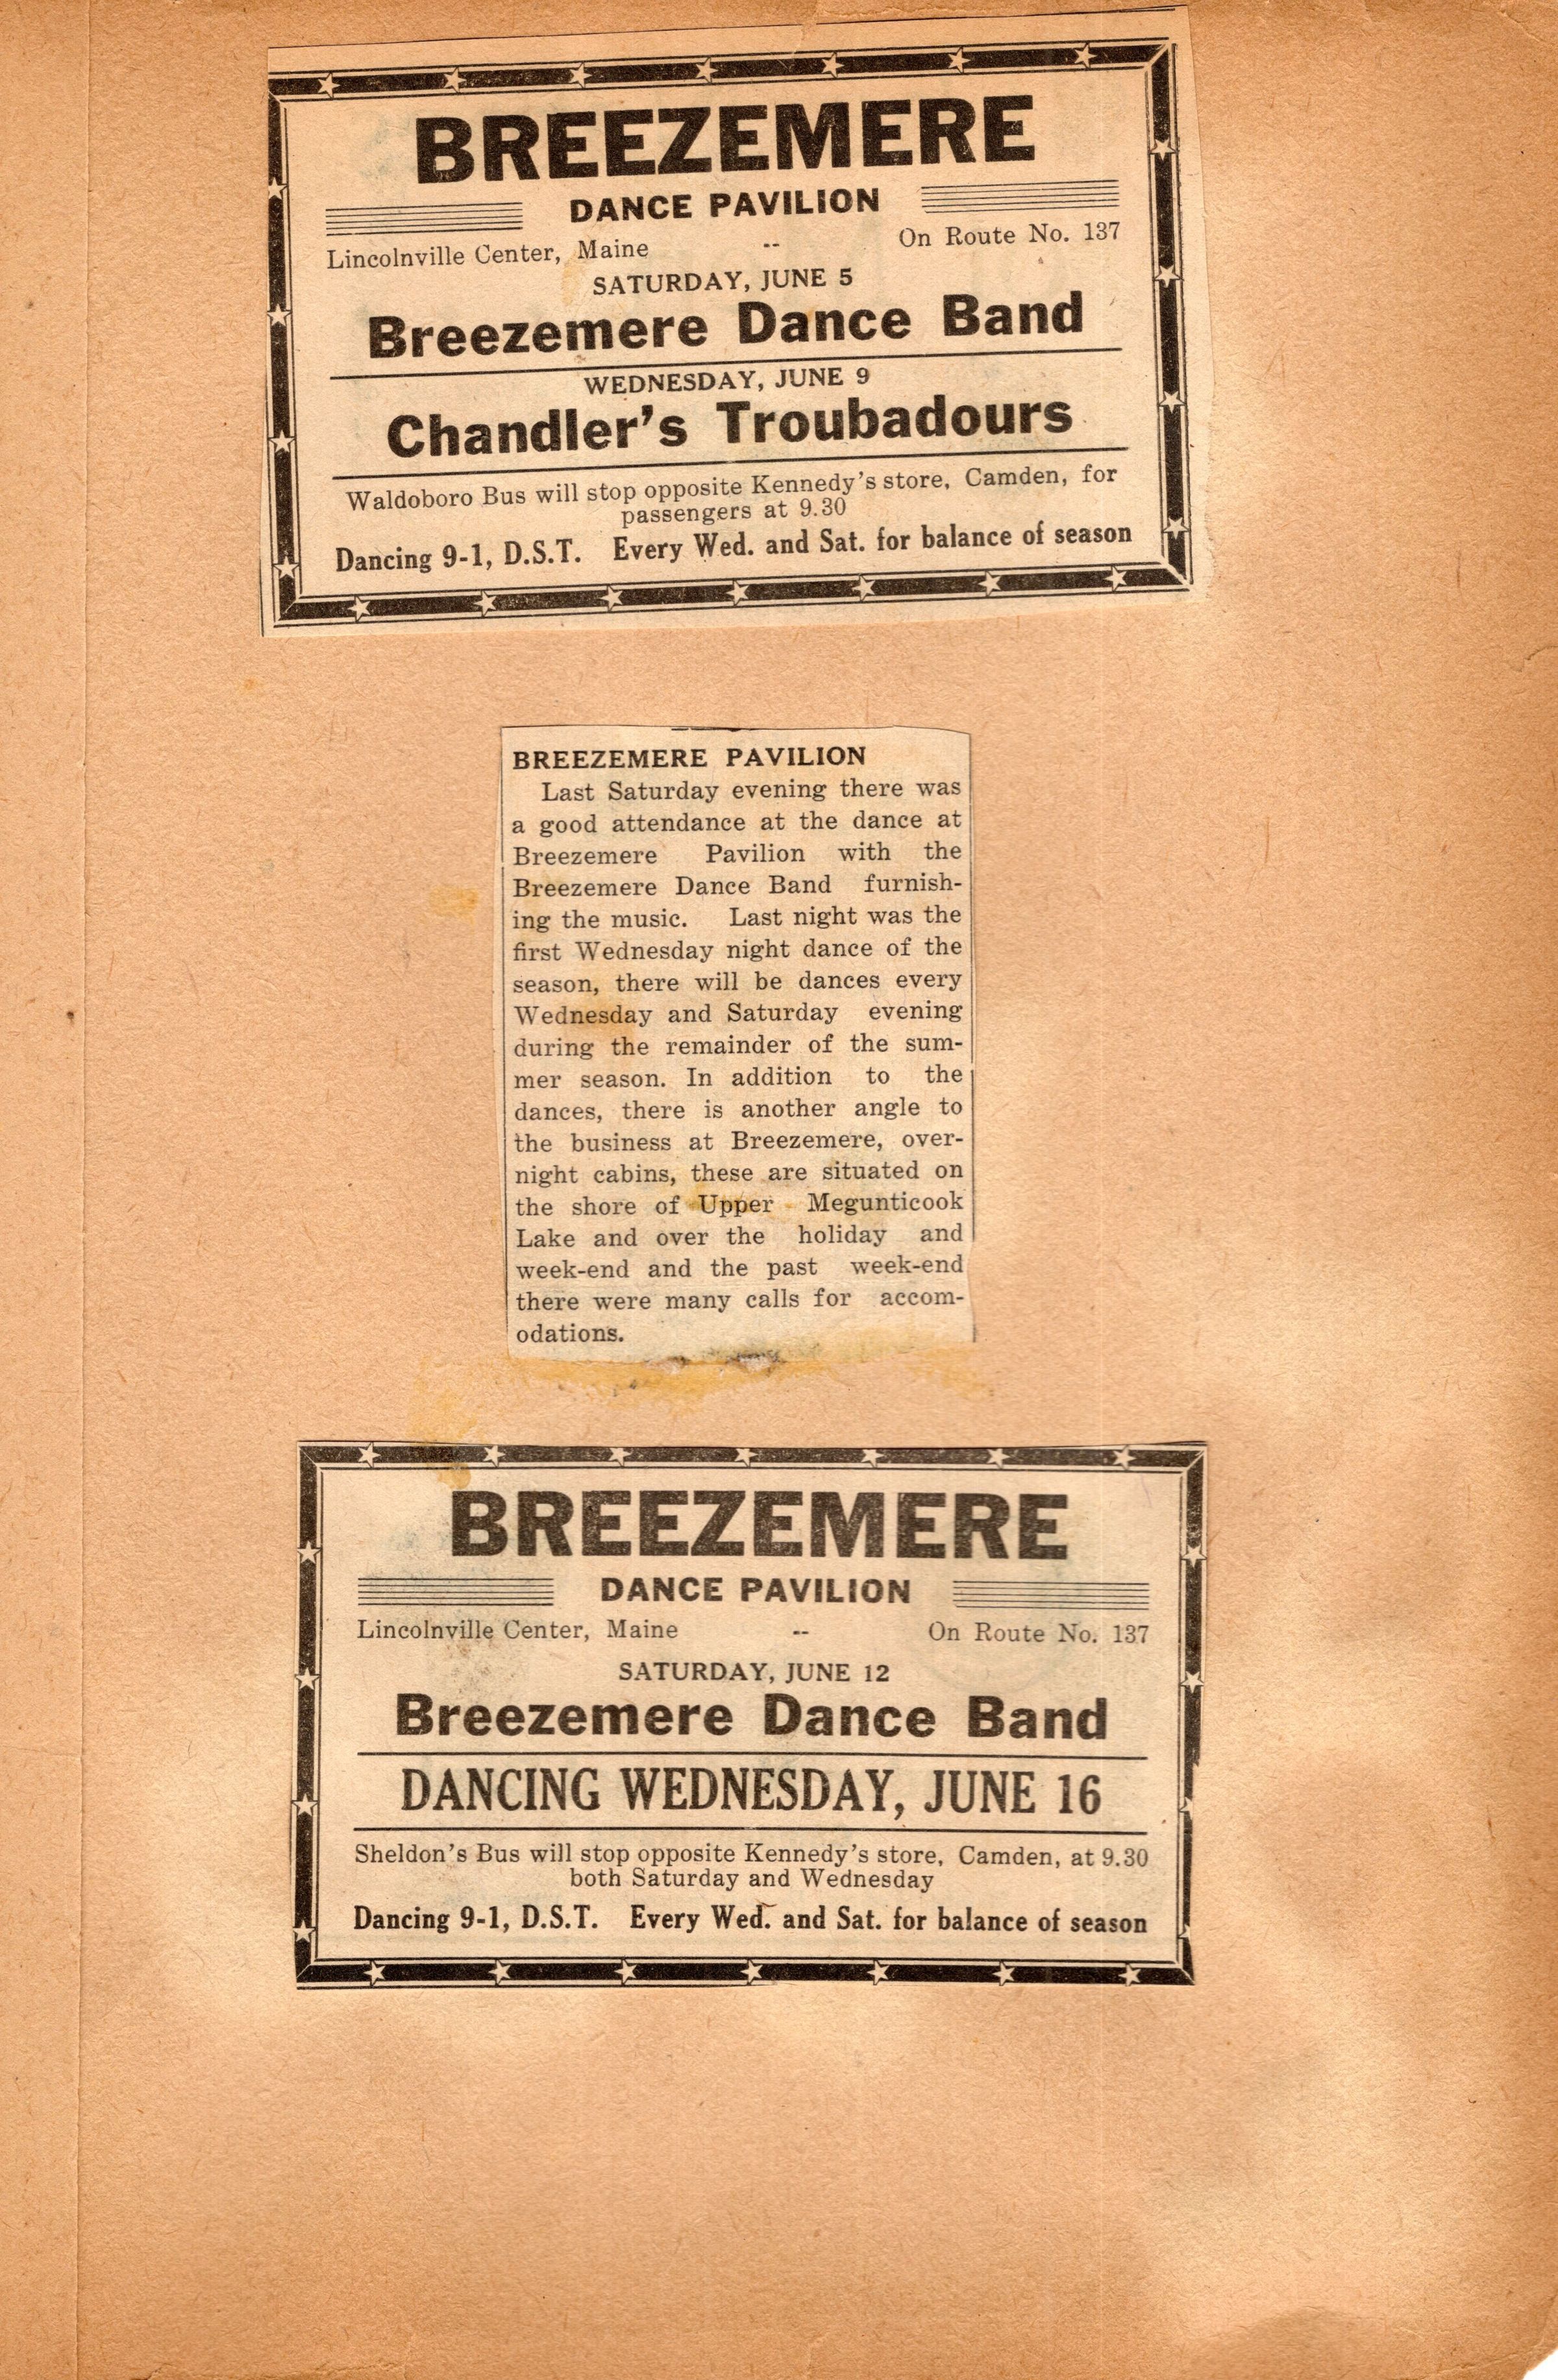 BREEZEMERE
DANCE PAVILION
Lincolnville Center, Maine -- On Route No. 137
SATURDAY, JUNE 5
Breezemere Dance Band
WEDNESDAY, JUNE 9
Chandler's Troubadours
Waldoboro Bus will stop opposite Kennedy's store, Camden, for
passengers at 9.30
Dancing 9-1, D.S.T. Every Wed. and Sat. for balance of season
BREEZEMERE PAVILION
Last Saturday evening there was
a good attendance at the dance at
Breezemere Pavilion with the
Breezemere Dance Band furnish-
ing the music. Last night was the
first Wednesday night dance of the
season, there will be dances every
Wednesday and Saturday evening
during the remainder of the sum-
mer season. In addition to the
dances, there is another angle to
the business at Breezemere, over-
night cabins, these are situated on
the shore of Upper Megunticook
Lake and over the holiday and
week-end and the past week-end
there were many calls for accom-
odations.
BREEZEMERE
DANCE PAVILION
Lincolnville Center, Maine -- On Route No. 137
SATURDAY, JUNE 12
Breezemere Dance Band
DANCING WEDNESDAY, JUNE 16
Sheldon's Bus will stop opposite Kennedy's store, Camden, at 9.30
both Saturday and Wednesday
Dancing 9-1, D.S.T. Every Wed. and Sat. for balance of season